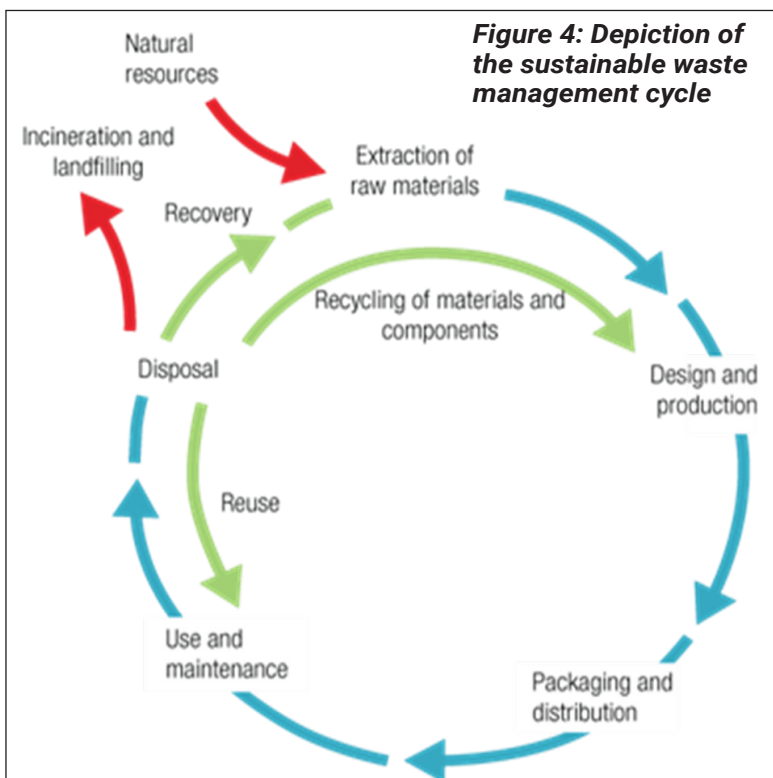 Figure 4: Depiction of
the sustainable waste
management cycle
Natural
resources
Incineration and
landfilling
Extraction of
raw materials
Recovery
Recycling of materials and
components
Disposal
Design and
production
Reuse
Use and
maintenance
Packaging and
distribution